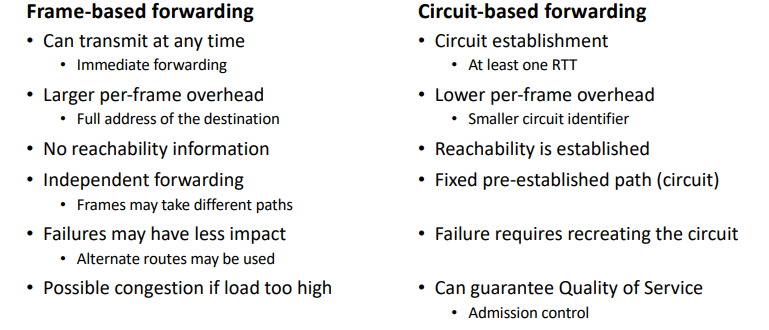 Frame-based forwarding
• Can transmit at any time
• Immediate forwarding
• Larger per-frame overhead
• Full address of the destination
• No reachability information
• Independent forwarding
• Frames may take different paths
• Failures may have less impact
• Alternate routes may be used
• Possible congestion if load too high
Circuit-based forwarding
• Circuit establishment
• At least one RTT
• Lower per-frame overhead
• Smaller circuit identifier
• Reachability is established
• Fixed pre-established path (circuit)
• Failure requires recreating the circuit
• Can guarantee Quality of Service
• Admission control